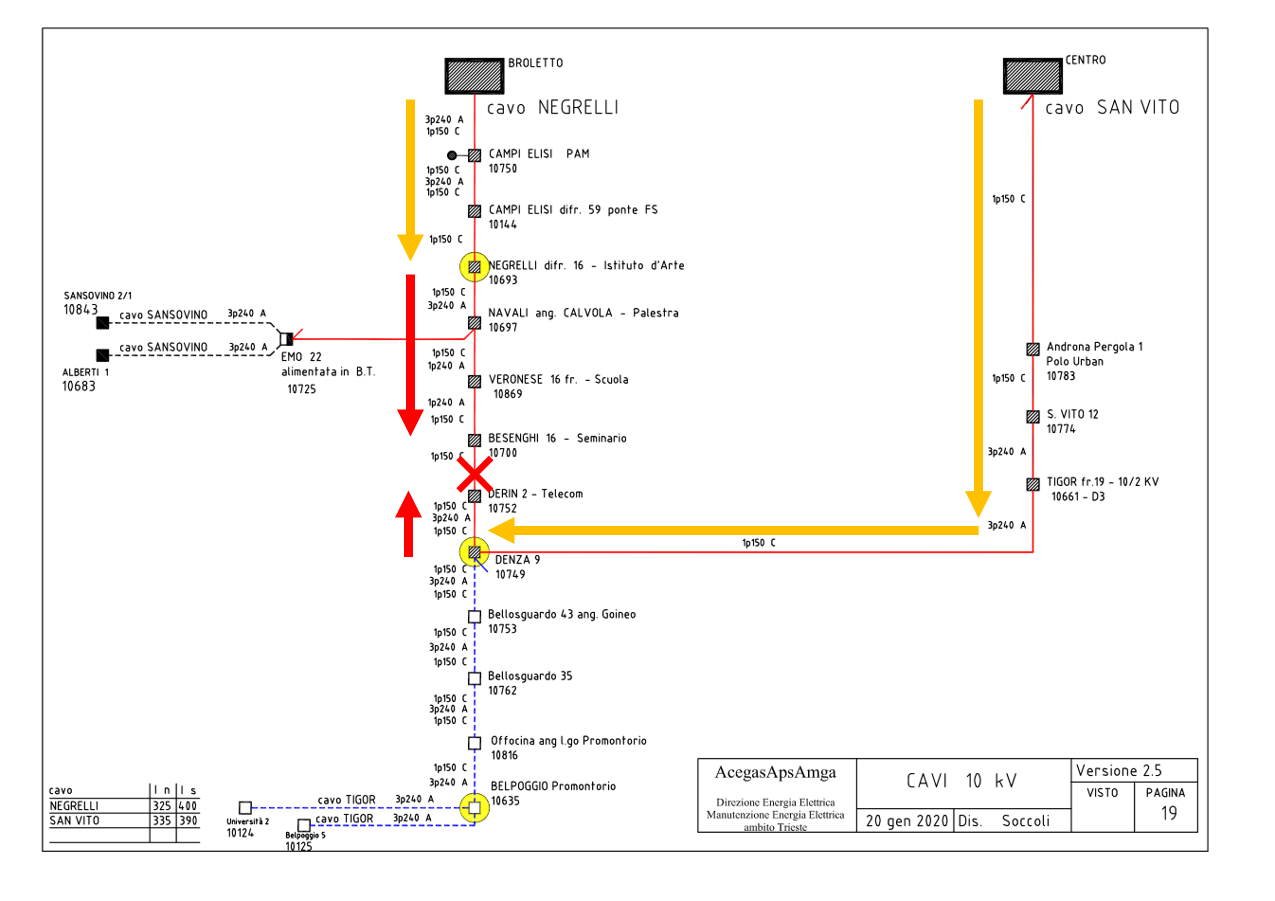 BROLETTO
cavo NEGRELLI
3p240 A
1p150 C
CAMPI ELISI PAM
10750
1p150 C
3p240 A
1p150 C
CAMPI ELISI difr. 59 ponte FS
10144
1p150 C
NEGRELLI difr. 16 - Istituto d'Arte
10693
1p150 C
3p240 A
NAVALI ang. CALVOLA - Palestra
10697
SANSOVINO 2/1
10843
cavo SANSOVINO 3p240 A
cavo SANSOVINO 3p240 A
ALBERTI 1
10683
EMO 22
alimentata in B.T.
10725
1p150 C
1p240 A
VERONESE 16 fr. - Scuola
10869
1p240 A
1p150 C
BESENGHI 16 - Seminario
10700
1p150 C
DERIN 2 - Telecom
10752
1p150 C
3p240 A
1p150 C
DENZA 9
10749
1p150 C
3p240 A
1p150 C
Bellosguardo 43 ang. Goineo
10753
1p150 C
3p240 A
1p150 C
Bellosguardo 35
10762
1p150 C
3p240 A
1p150 C
Offocina ang l.go Promontorio
10816
1p150 C
3p240 A
BELPOGGIO Promontorio
10635
cavo TIGOR 3p240 A
cavo TIGOR 3p240 A
Università 2
10124
Belpoggio 5
10125
CENTRO
cavo SAN VITO
1p150 C
Androna Pergola 1
Polo Urban
10783
1p150 C
S. VITO 12
10774
3p240 A
TIGOR fr.19 - 10/2 KV
10661 - D3
3p240 A
1p150 C
cavo I n I s
NEGRELLI 325 400
SAN VITO 335 390
AcegasApsAmga
Direzione Energia Elettrica
Manutenzione Energia Elettrica
ambito Trieste
CAVI 10 kV
20 gen 2020 Dis. Soccoli
Versione 2.5
VISTO PAGINA
19